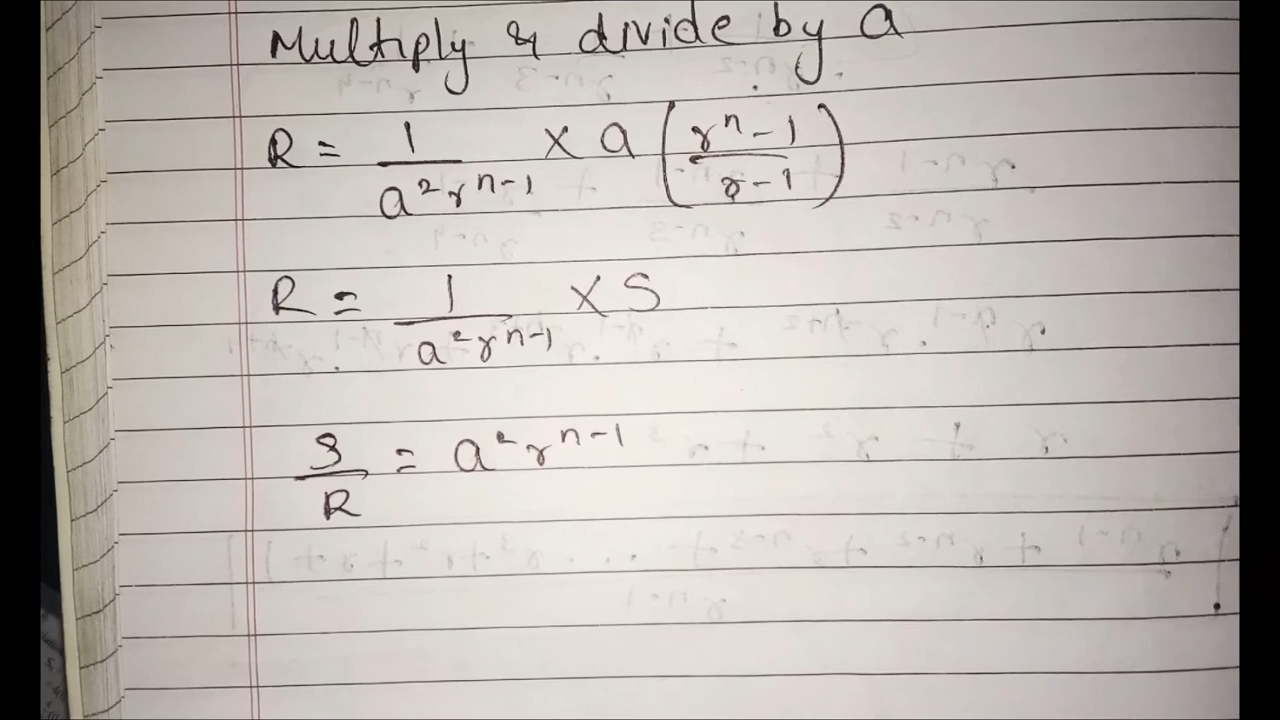 Multiply & divide by a
R = 1/(a²rⁿ⁻¹) × a ((rⁿ - 1)/(r - 1))
R = 1/(a²rⁿ⁻¹) × S
S/R = a²rⁿ⁻¹